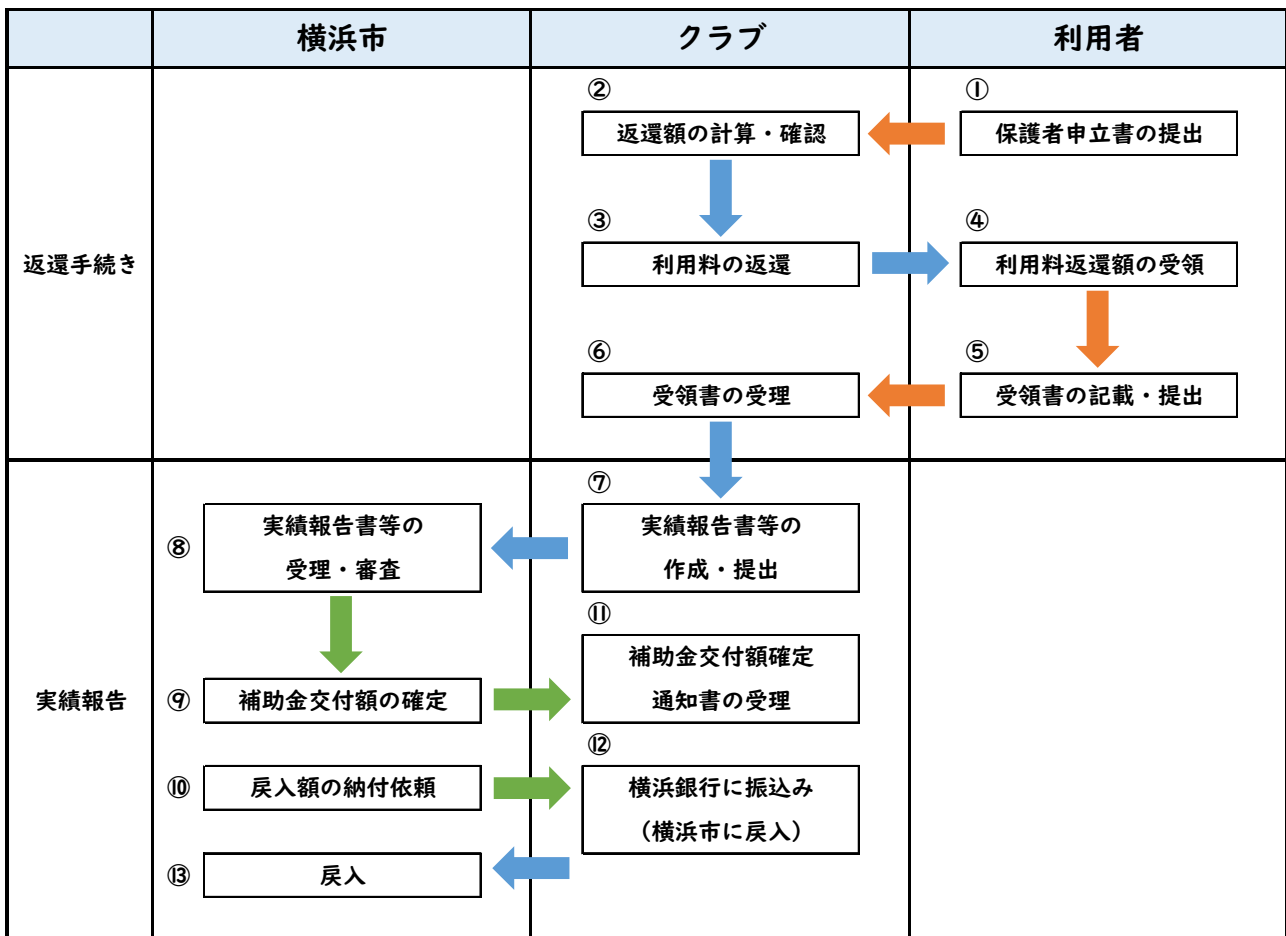 横浜市
クラブ
利用者
②
①
返還額の計算・確認
保護者申立書の提出
③
④
返還手続き
利用料の返還
利用料返還額の受領
⑥
⑤
受領書の受理
受領書の記載・提出
⑦
⑧
実績報告書等の
受理・審査
実績報告書等の
作成・提出
⑪
実績報告
⑨
補助金交付額の確定
補助金交付額確定
通知書の受理
⑫
⑩
戻入額の納付依頼
横浜銀行に振込み
（横浜市に戻入）
⑬
戻入